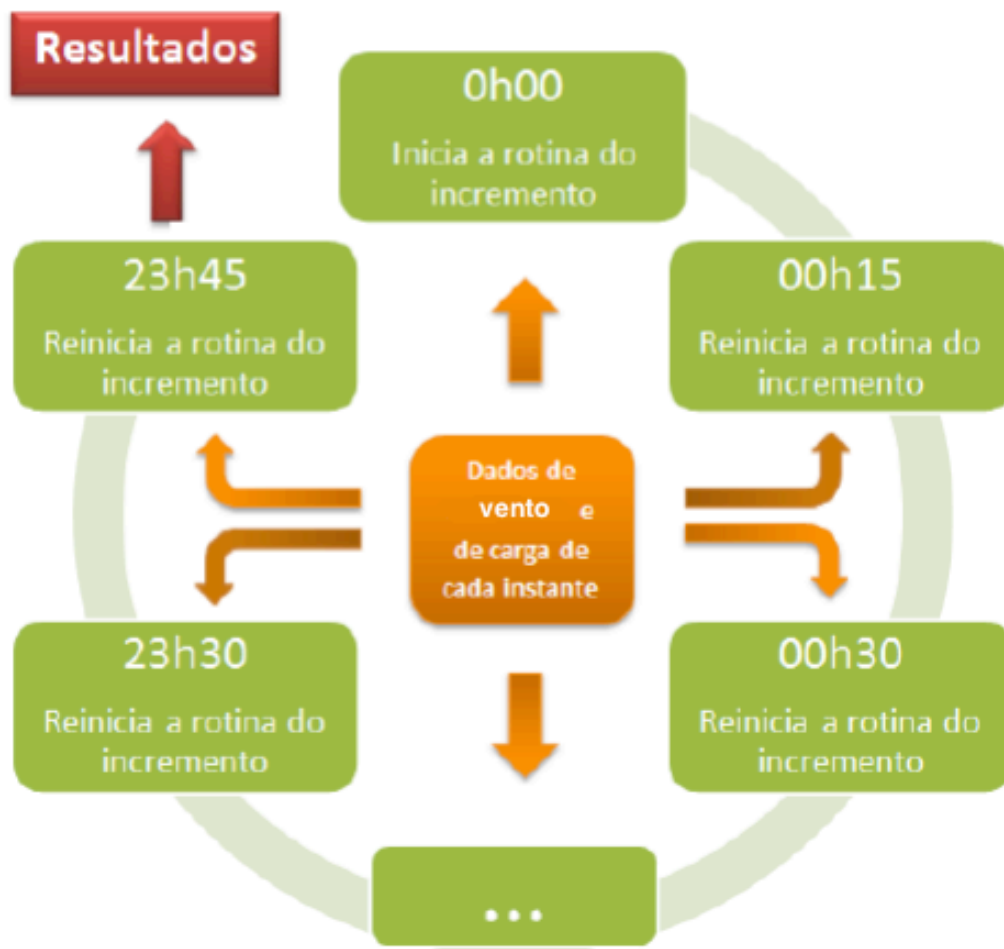 Resultados
0h00
Inicia a rotina do
incremento
23h45
Reinicia a rotina do
incremento
00h15
Reinicia a rotina do
incremento
Dados de
vento e
de carga de
cada instante
23h30
Reinicia a rotina do
incremento
00h30
Reinicia a rotina do
incremento
...